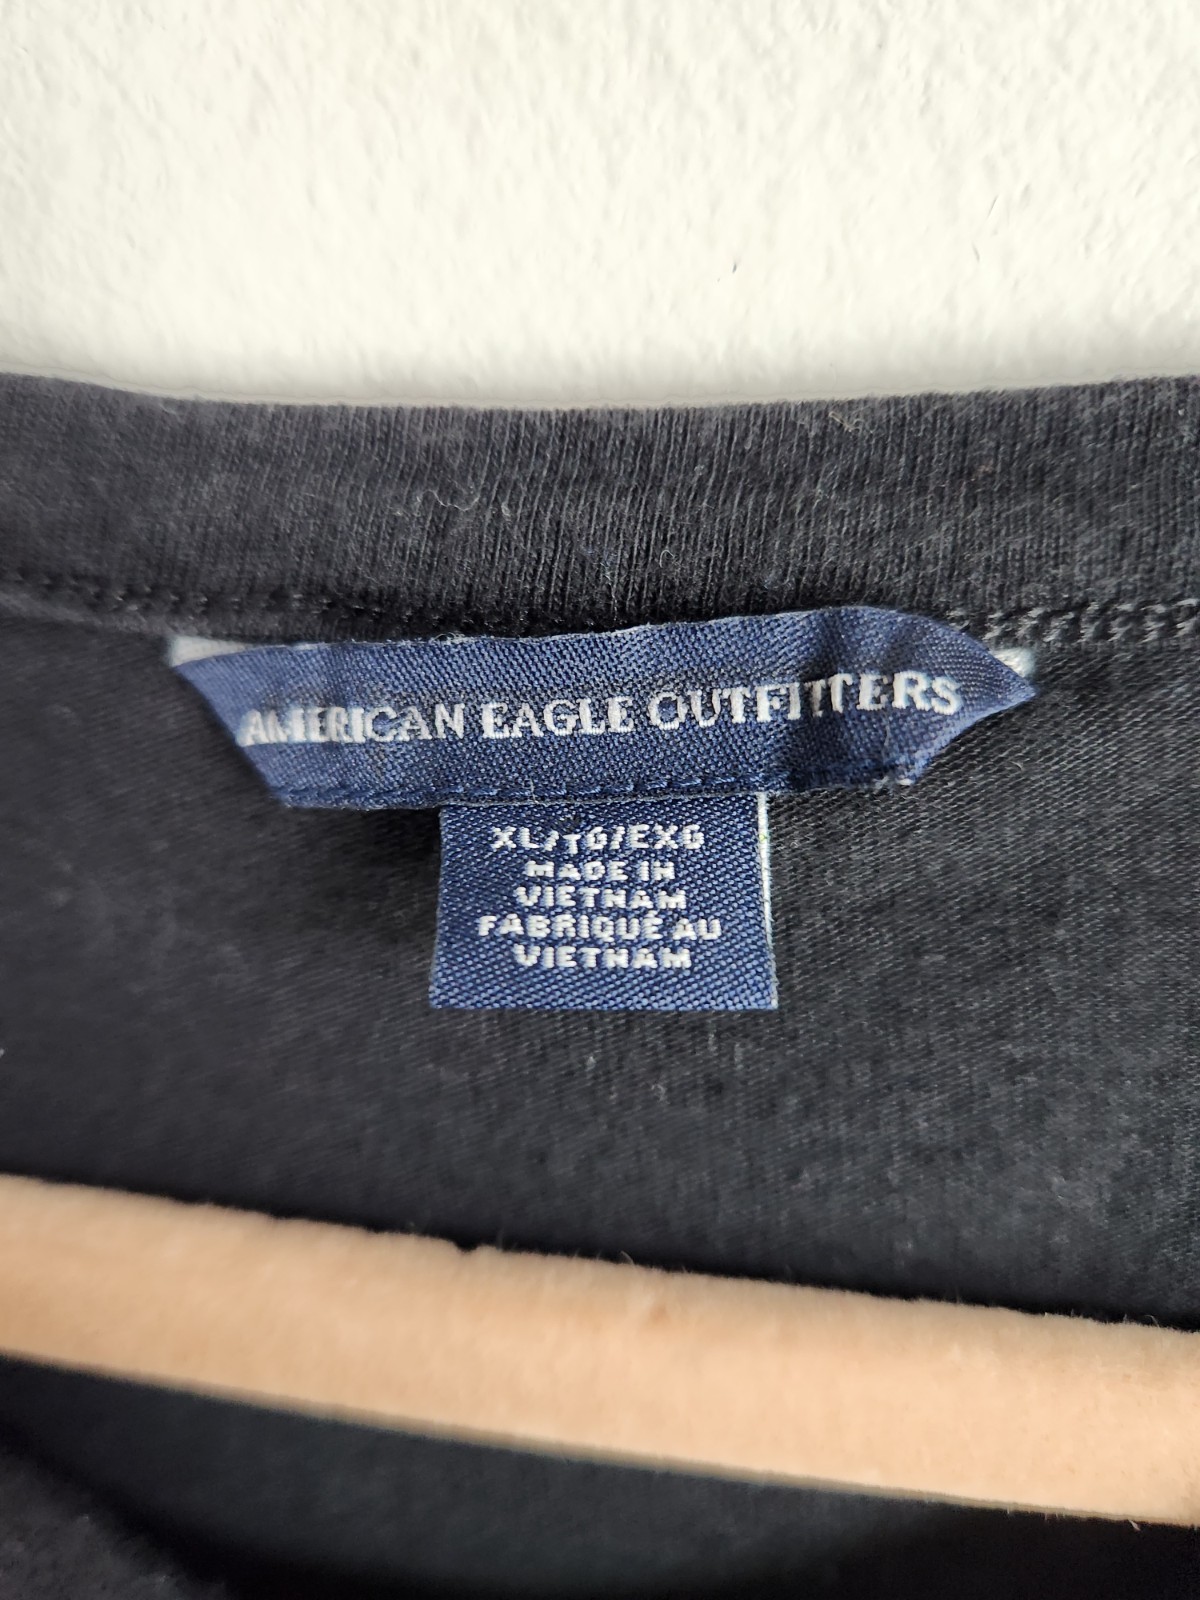 AMERICAN EAGLE OUTFITTERS
XL/TG/EXG
MADE IN
VIETNAM
FABRIQUÉ AU
VIETNAM